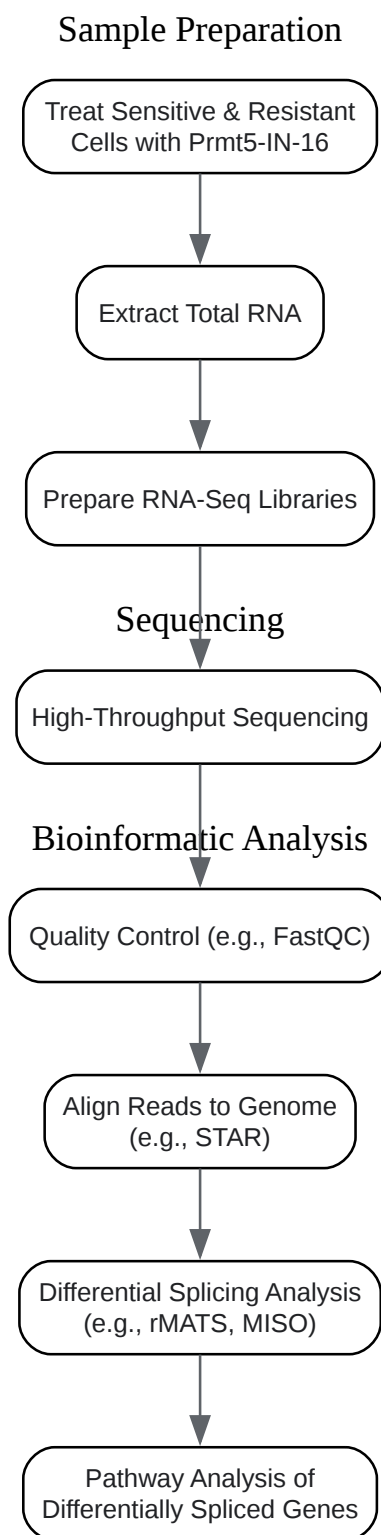 Sample Preparation
Treat Sensitive & Resistant
Cells with Prmt5-IN-16
Extract Total RNA
Prepare RNA-Seq Libraries
Sequencing
High-Throughput Sequencing
Bioinformatic Analysis
Quality Control (e.g., FastQC)
Align Reads to Genome
(e.g., STAR)
Differential Splicing Analysis
(e.g., rMATS, MISO)
Pathway Analysis of
Differentially Spliced Genes